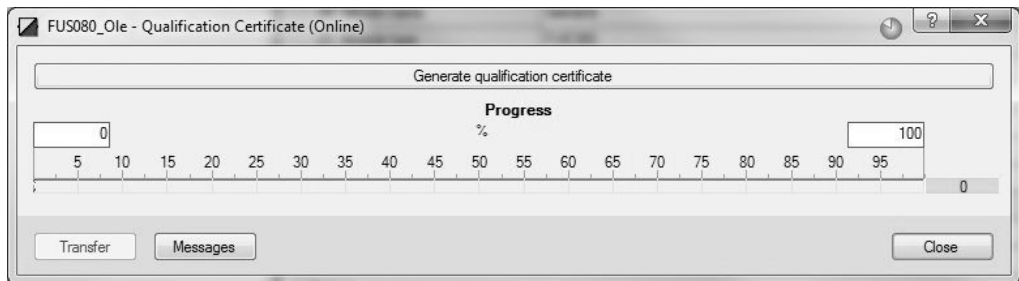 FUS080_Ole - Qualification Certificate (Online)
?
X
Generate qualification certificate
Progress
%
0
100
5 10 15 20 25 30 35 40 45 50 55 60 65 70 75 80 85 90 95
0
Transfer
Messages
Close